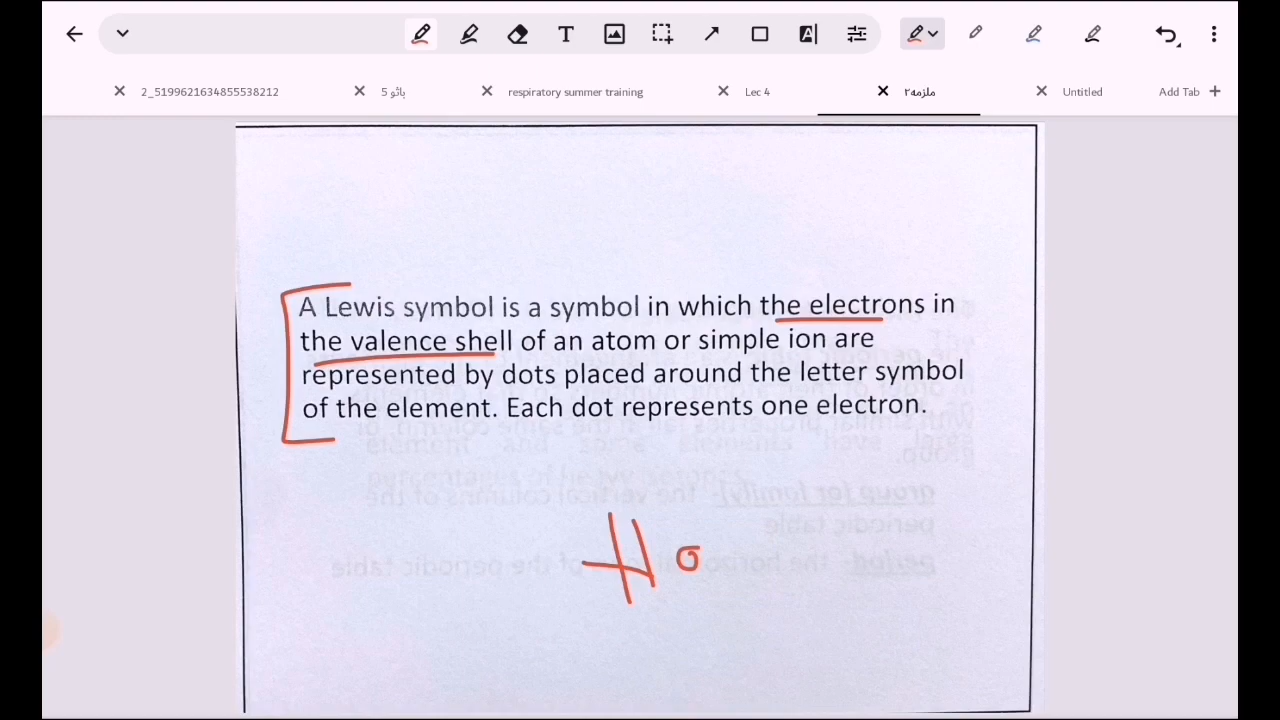 2_5199621634855538212
باثو 5
respiratory summer training
Lec 4
ملزمه٢
Untitled
Add Tab
A Lewis symbol is a symbol in which the electrons in
the valence shell of an atom or simple ion are
represented by dots placed around the letter symbol
of the element. Each dot represents one electron.
H